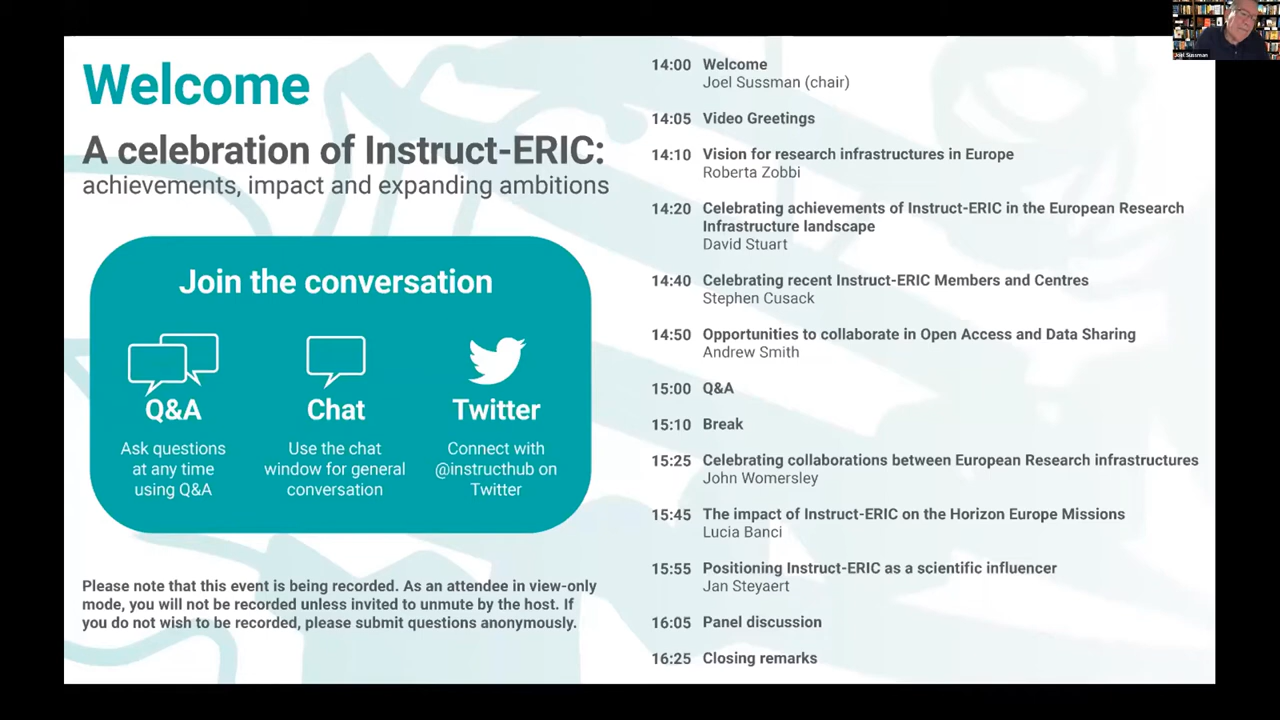 Welcome
A celebration of Instruct-ERIC:
achievements, impact and expanding ambitions
Join the conversation
Q&A
Ask questions
at any time
using Q&A
Chat
Use the chat
window for general
conversation
Twitter
Connect with
@instructhub on
Twitter
Please note that this event is being recorded. As an attendee in view-only
mode, you will not be recorded unless invited to unmute by the host. If
you do not wish to be recorded, please submit questions anonymously.
14:00 Welcome
Joel Sussman (chair)
14:05 Video Greetings
14:10 Vision for research infrastructures in Europe
Roberta Zobbi
14:20 Celebrating achievements of Instruct-ERIC in the European Research
Infrastructure landscape
David Stuart
14:40 Celebrating recent Instruct-ERIC Members and Centres
Stephen Cusack
14:50 Opportunities to collaborate in Open Access and Data Sharing
Andrew Smith
15:00 Q&A
15:10 Break
15:25 Celebrating collaborations between European Research infrastructures
John Womersley
15:45 The impact of Instruct-ERIC on the Horizon Europe Missions
Lucia Banci
15:55 Positioning Instruct-ERIC as a scientific influencer
Jan Steyaert
16:05 Panel discussion
16:25 Closing remarks
Joel Sussman